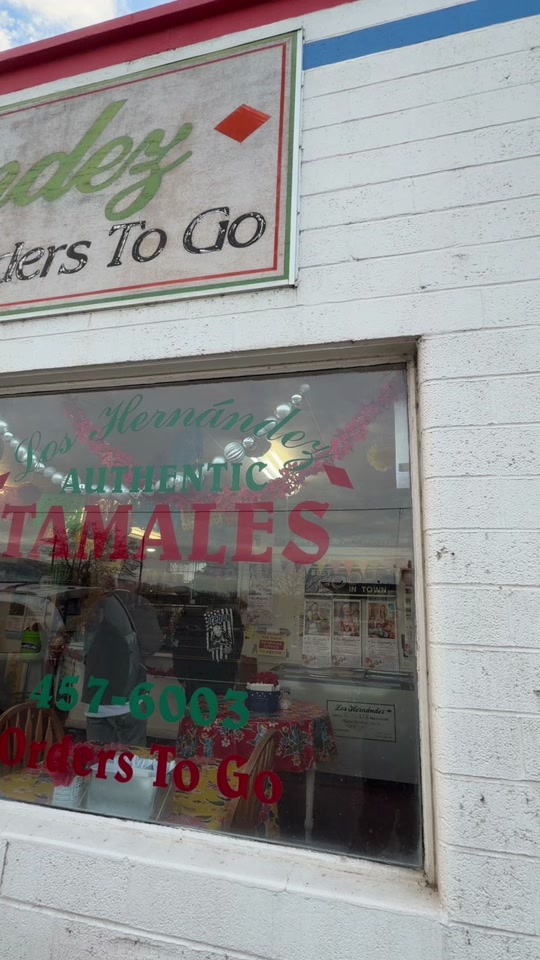 ndez
ders To Go
Los Hernández
AUTHENTIC
TAMALES
IN TOWN
Los Hernández
457-6003
Orders To Go